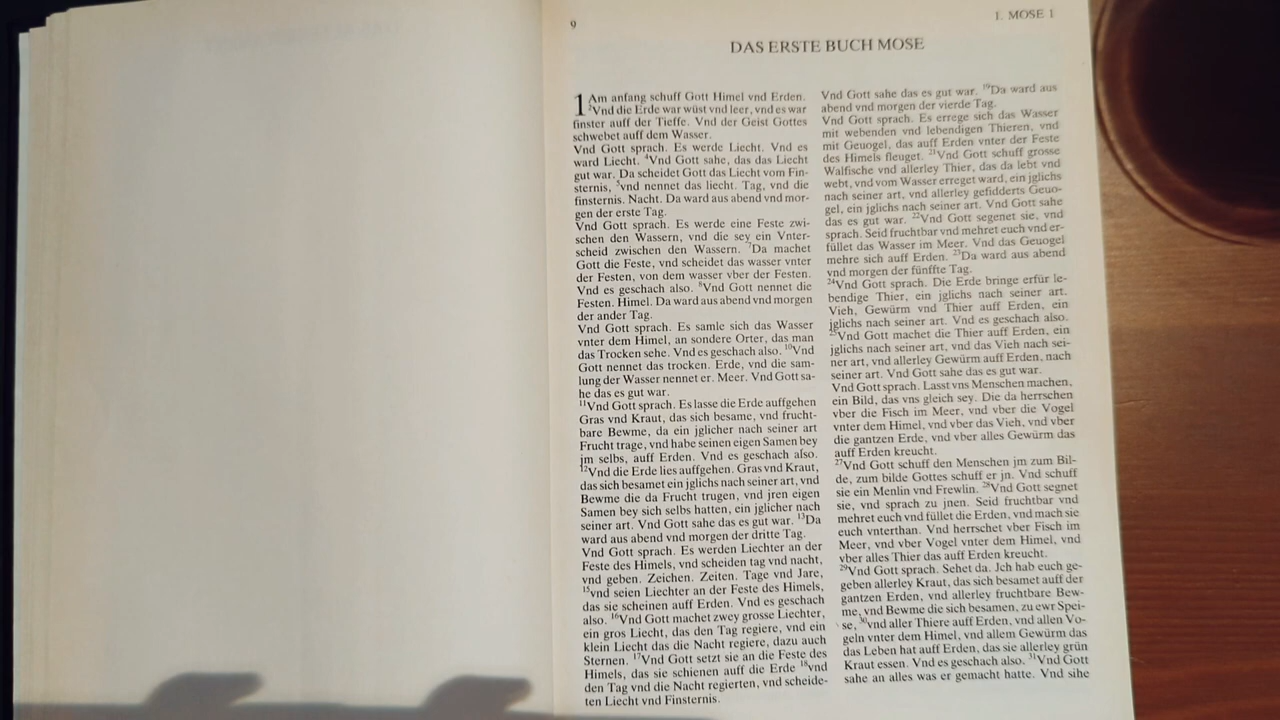 9
1. MOSE 1
DAS ERSTE BUCH MOSE
1 Am anfang schuff Gott Himel vnd Erden.
²Vnd die Erde war wüst vnd leer, vnd es war
finster auff der Tieffe. Vnd der Geist Gottes
schwebet auff dem Wasser.
Vnd Gott sprach. Es werde Liecht. Vnd es
ward Liecht. ⁴Vnd Gott sahe, das das Liecht
gut war. Da scheidet Gott das Liecht vom Fin-
sternis, ⁵vnd nennet das liecht. Tag, vnd die
finsternis. Nacht. Da ward aus abend vnd mor-
gen der erste Tag.
Vnd Gott sprach. Es werde eine Feste zwi-
schen den Wassern, vnd die sey ein Vnter-
scheid zwischen den Wassern. ⁷Da machet
Gott die Feste, vnd scheidet das wasser vnter
der Festen, von dem wasser vber der Festen.
Vnd es geschach also. ⁸Vnd Gott nennet die
Festen. Himel. Da ward aus abend vnd morgen
der ander Tag.
Vnd Gott sprach. Es samle sich das Wasser
vnter dem Himel, an sondere Orter, das man
das Trocken sehe. Vnd es geschach also. ¹⁰Vnd
Gott nennet das trocken. Erde, vnd die sam-
lung der Wasser nennet er. Meer. Vnd Gott sa-
he das es gut war.
¹¹Vnd Gott sprach. Es lasse die Erde auffgehen
Gras vnd Kraut, das sich besame, vnd frucht-
bare Bewme, da ein jglicher nach seiner art
Frucht trage, vnd habe seinen eigen Samen bey
jm selbs, auff Erden. Vnd es geschach also.
¹²Vnd die Erde lies auffgehen. Gras vnd Kraut,
das sich besamet ein jglichs nach seiner art, vnd
Bewme die da Frucht trugen, vnd jren eigen
Samen bey sich selbs hatten, ein jglicher nach
seiner art. Vnd Gott sahe das es gut war. ¹³Da
ward aus abend vnd morgen der dritte Tag.
Vnd Gott sprach. Es werden Liechter an der
Feste des Himels, vnd scheiden tag vnd nacht,
vnd geben. Zeichen. Zeiten. Tage vnd Jare,
¹⁵vnd seien Liechter an der Feste des Himels,
das sie scheinen auff Erden. Vnd es geschach
also. ¹⁶Vnd Gott machet zwey grosse Liechter,
ein gros Liecht, das den Tag regiere, vnd ein
klein Liecht das die Nacht regiere, dazu auch
Sternen. ¹⁷Vnd Gott setzt sie an die Feste des
Himels, das sie schienen auff die Erde ¹⁸vnd
den Tag vnd die Nacht regierten, vnd scheide-
ten Liecht vnd Finsternis.
Vnd Gott sahe das es gut war. ¹⁹Da ward aus
abend vnd morgen der vierde Tag.
Vnd Gott sprach. Es errege sich das Wasser
mit webenden vnd lebendigen Thieren, vnd
mit Geuogel, das auff Erden vnter der Feste
des Himels fleuget. ²¹Vnd Gott schuff grosse
Walfische vnd allerley Thier, das da lebt vnd
webt, vnd vom Wasser erreget ward, ein jglichs
nach seiner art, vnd allerley gefidderts Geuo-
gel, ein jglichs nach seiner art. Vnd Gott sahe
das es gut war. ²²Vnd Gott segenet sie, vnd
sprach. Seid fruchtbar vnd mehret euch vnd er-
füllet das Wasser im Meer. Vnd das Geuogel
mehre sich auff Erden. ²³Da ward aus abend
vnd morgen der fünffte Tag.
²⁴Vnd Gott sprach. Die Erde bringe erfür le-
bendige Thier, ein jglichs nach seiner art.
Vieh, Gewürm vnd Thier auff Erden, ein
jglichs nach seiner art. Vnd es geschach also.
²⁵Vnd Gott machet die Thier auff Erden, ein
jglichs nach seiner art, vnd das Vieh nach sei-
ner art, vnd allerley Gewürm auff Erden, nach
seiner art. Vnd Gott sahe das es gut war.
Vnd Gott sprach. Lasst vns Menschen machen,
ein Bild, das vns gleich sey. Die da herrschen
vber die Fisch im Meer, vnd vber die Vogel
vnter dem Himel, vnd vber das Vieh, vnd vber
die gantzen Erde, vnd vber alles Gewürm das
auff Erden kreucht.
²⁷Vnd Gott schuff den Menschen jm zum Bil-
de, zum bilde Gottes schuff er jn. Vnd schuff
sie ein Menlin vnd Frewlin. ²⁸Vnd Gott segnet
sie, vnd sprach zu jnen. Seid fruchtbar vnd
mehret euch vnd füllet die Erden, vnd mach sie
euch vnterthan. Vnd herrschet vber Fisch im
Meer, vnd vber Vogel vnter dem Himel, vnd
vber alles Thier das auff Erden kreucht.
²⁹Vnd Gott sprach. Sehet da. Jch hab euch ge-
geben allerley Kraut, das sich besamet auff der
gantzen Erden, vnd allerley fruchtbare Bew-
me, vnd Bewme die sich besamen, zu ewr Spei-
se, ³⁰vnd aller Thiere auff Erden, vnd allen Vo-
geln vnter dem Himel, vnd allem Gewürm das
das Leben hat auff Erden, das sie allerley grün
Kraut essen. Vnd es geschach also. ³¹Vnd Gott
sahe an alles was er gemacht hatte. Vnd sihe